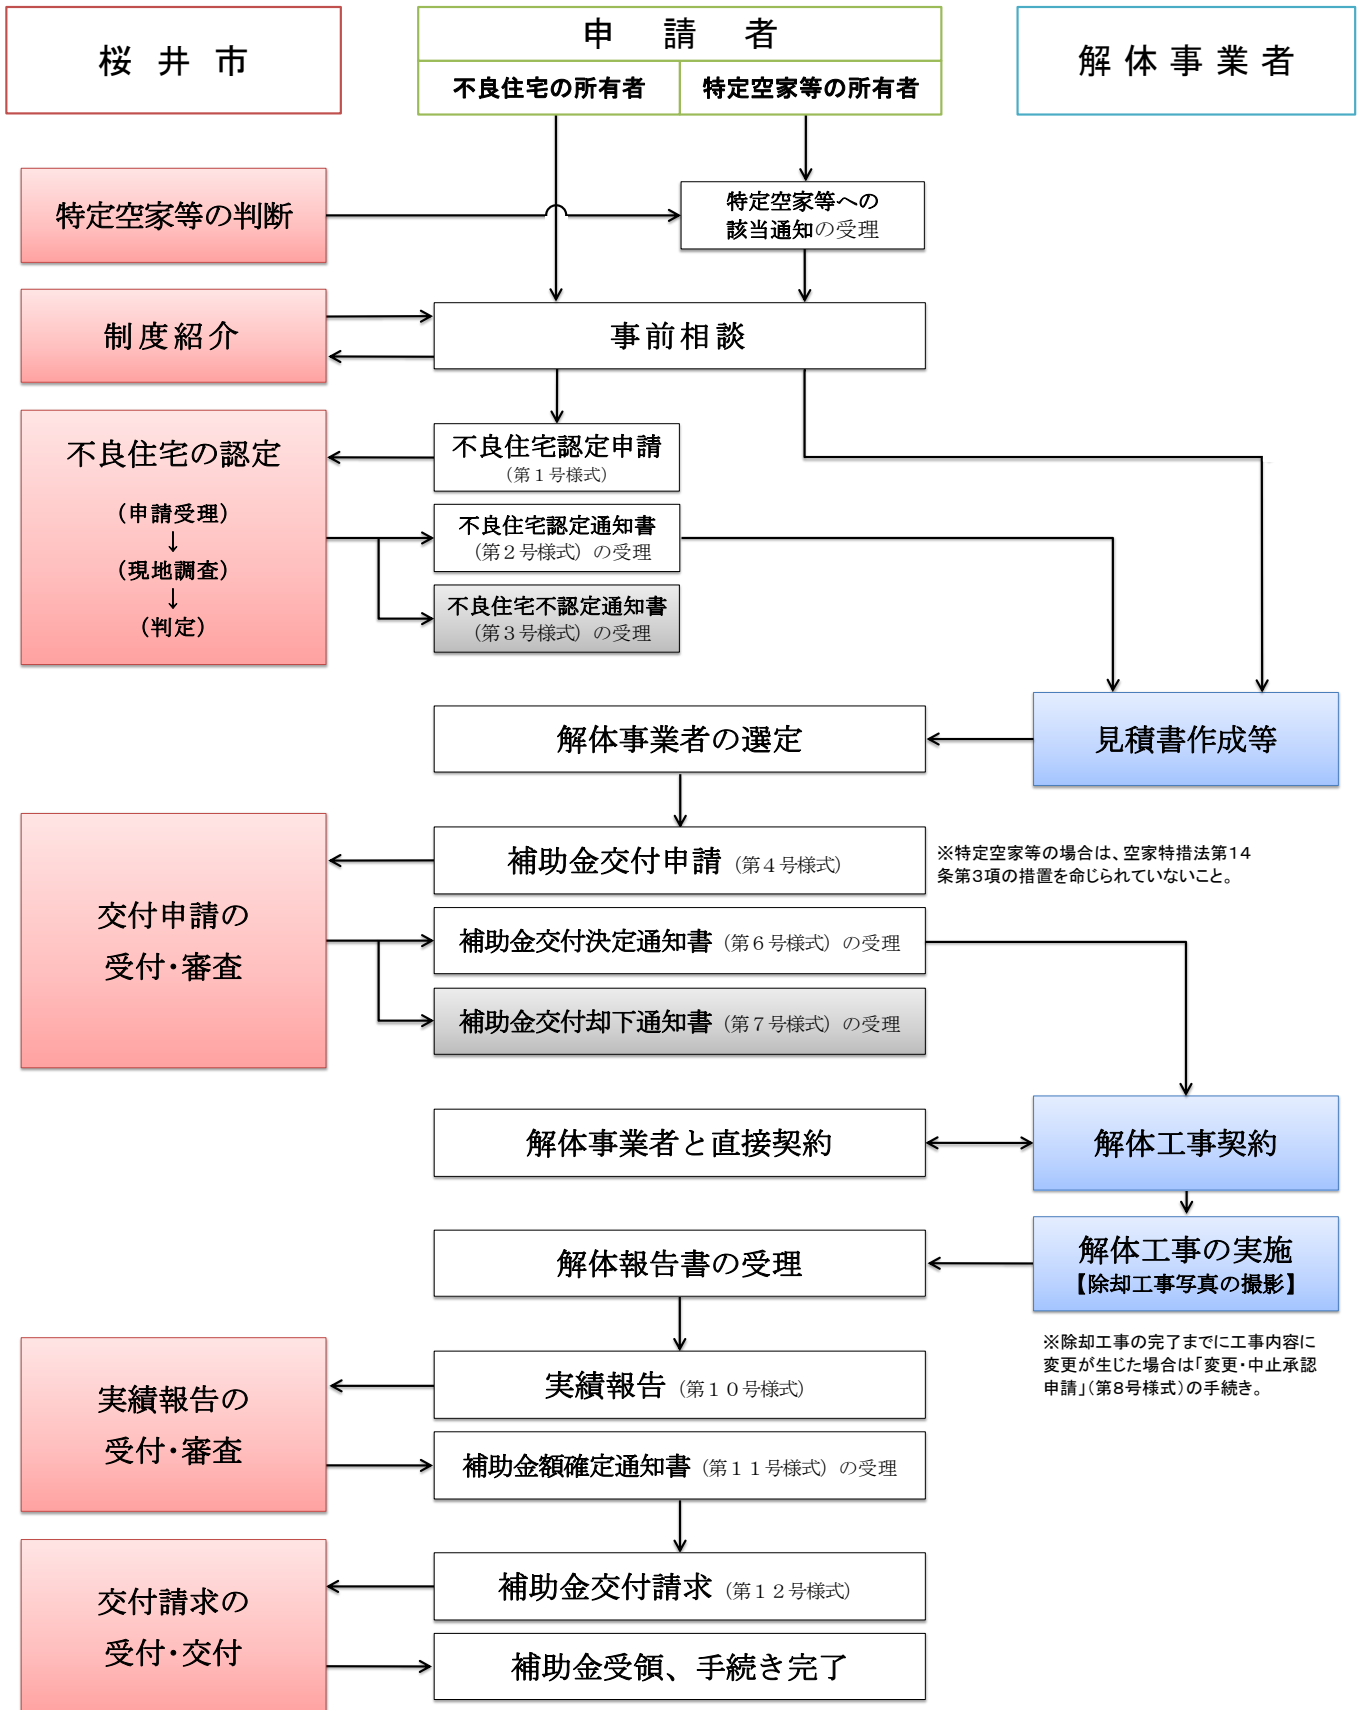 桜井市
申請者
不良住宅の所有者
特定空家等の所有者
解体事業者
特定空家等の判断
特定空家等への
該当通知の受理
制度紹介
事前相談
不良住宅の認定
（申請受理）
↓
（現地調査）
↓
（判定）
不良住宅認定申請
（第１号様式）
不良住宅認定通知書
（第２号様式）の受理
不良住宅不認定通知書
（第３号様式）の受理
解体事業者の選定
見積書作成等
補助金交付申請（第４号様式）
※特定空家等の場合は、空家特措法第14
条第3項の措置を命じられていないこと。
交付申請の
受付・審査
補助金交付決定通知書（第６号様式）の受理
補助金交付却下通知書（第７号様式）の受理
解体事業者と直接契約
解体工事契約
解体報告書の受理
解体工事の実施
【除却工事写真の撮影】
※除却工事の完了までに工事内容に
変更が生じた場合は「変更・中止承認
申請」（第8号様式）の手続き。
実績報告の
受付・審査
実績報告（第１０号様式）
補助金額確定通知書（第１１号様式）の受理
交付請求の
受付・交付
補助金交付請求（第１２号様式）
補助金受領、手続き完了